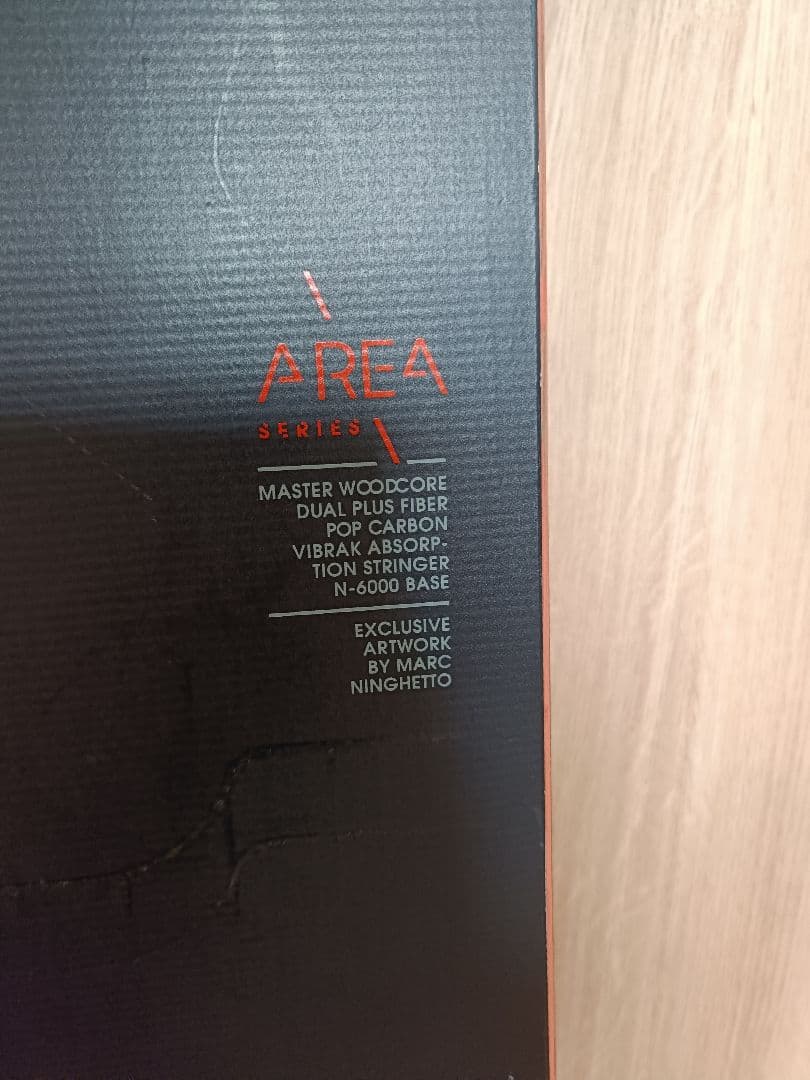 AREA
SERIES
MASTER WOODCORE
DUAL PLUS FIBER
POP CARBON
VIBRAK ABSORP-
TION STRINGER
N-6000 BASE
EXCLUSIVE
ARTWORK
BY MARC
NINGHETTO